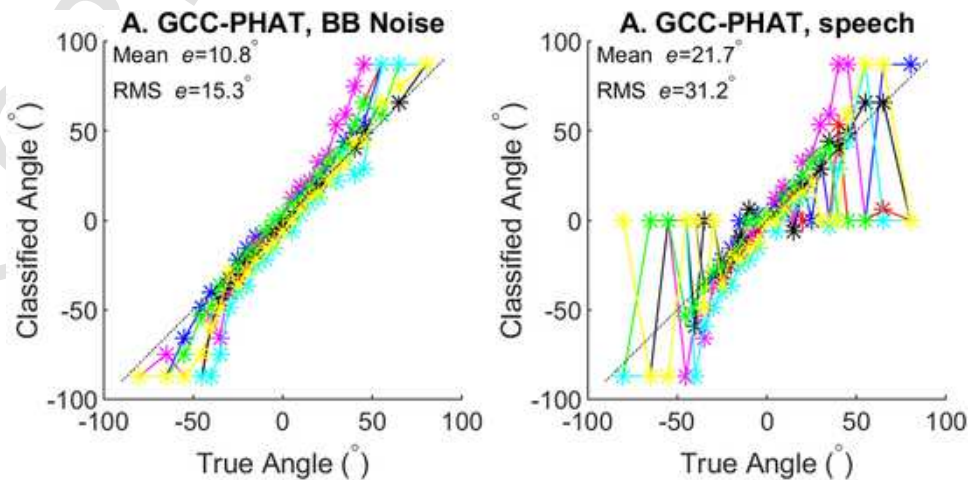 A. GCC-PHAT, BB Noise
Mean e=10.8°
RMS e=15.3°
100
50
0
-50
-100
-100 -50 0 50 100
Classified Angle (°)
True Angle (°)
A. GCC-PHAT, speech
Mean e=21.7°
RMS e=31.2°
100
50
0
-50
-100
-100 -50 0 50 100
Classified Angle (°)
True Angle (°)